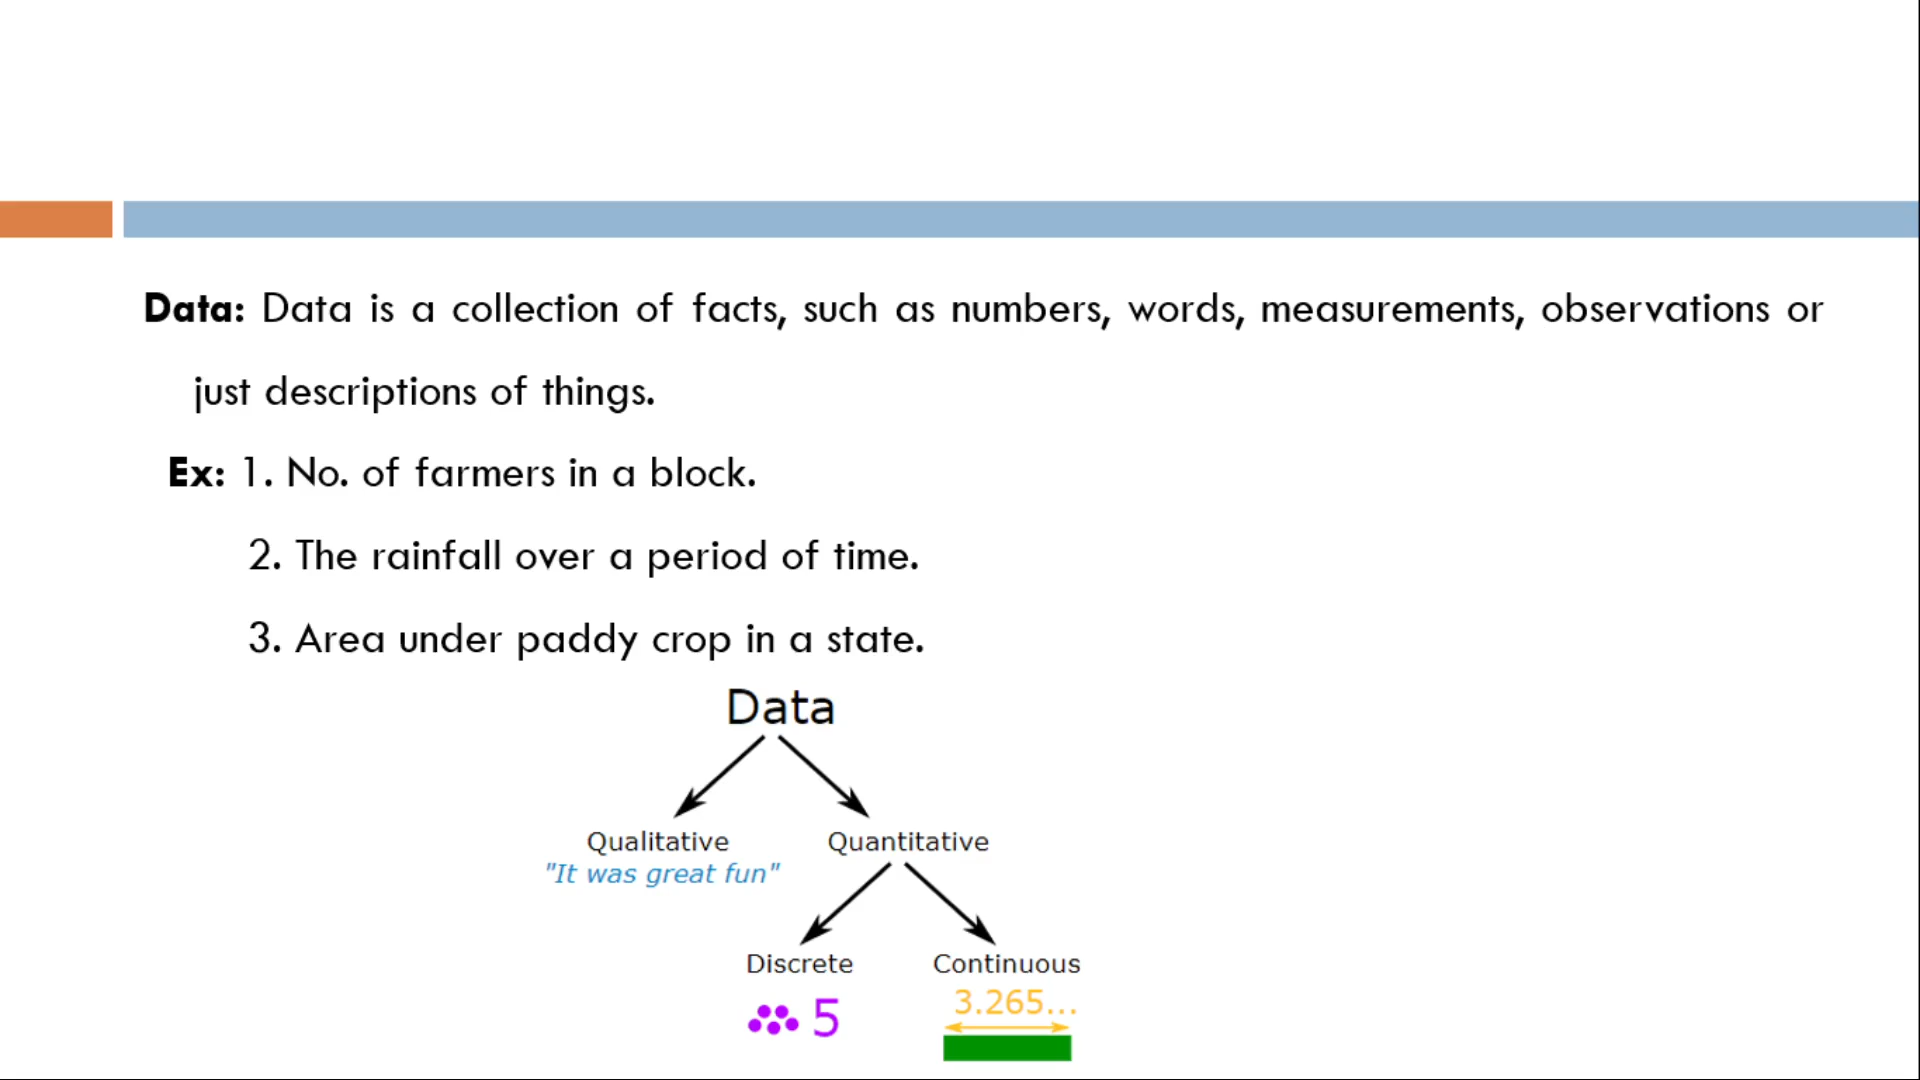 Data: Data is a collection of facts, such as numbers, words, measurements, observations or
just descriptions of things.
Ex: 1. No. of farmers in a block.
2. The rainfall over a period of time.
3. Area under paddy crop in a state.
Data
Qualitative Quantitative
"It was great fun"
Discrete Continuous
5 3.265...